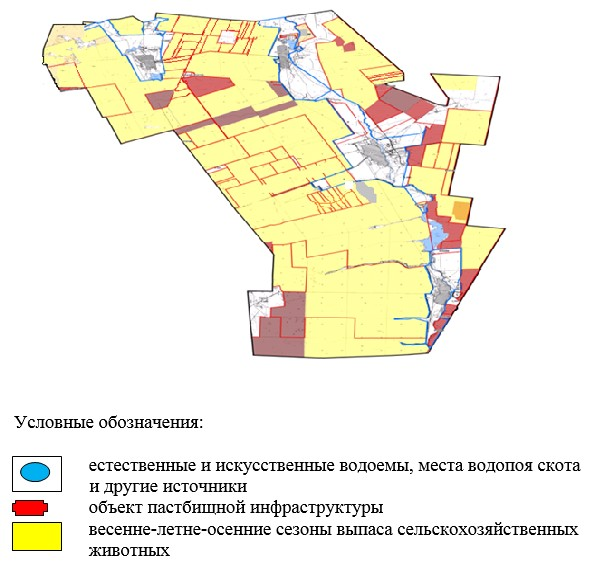 Условные обозначения:
естественные и искусственные водоемы, места водопоя скота
и другие источники
объект пастбищной инфраструктуры
весенне-летне-осенние сезоны выпаса сельскохозяйственных
животных